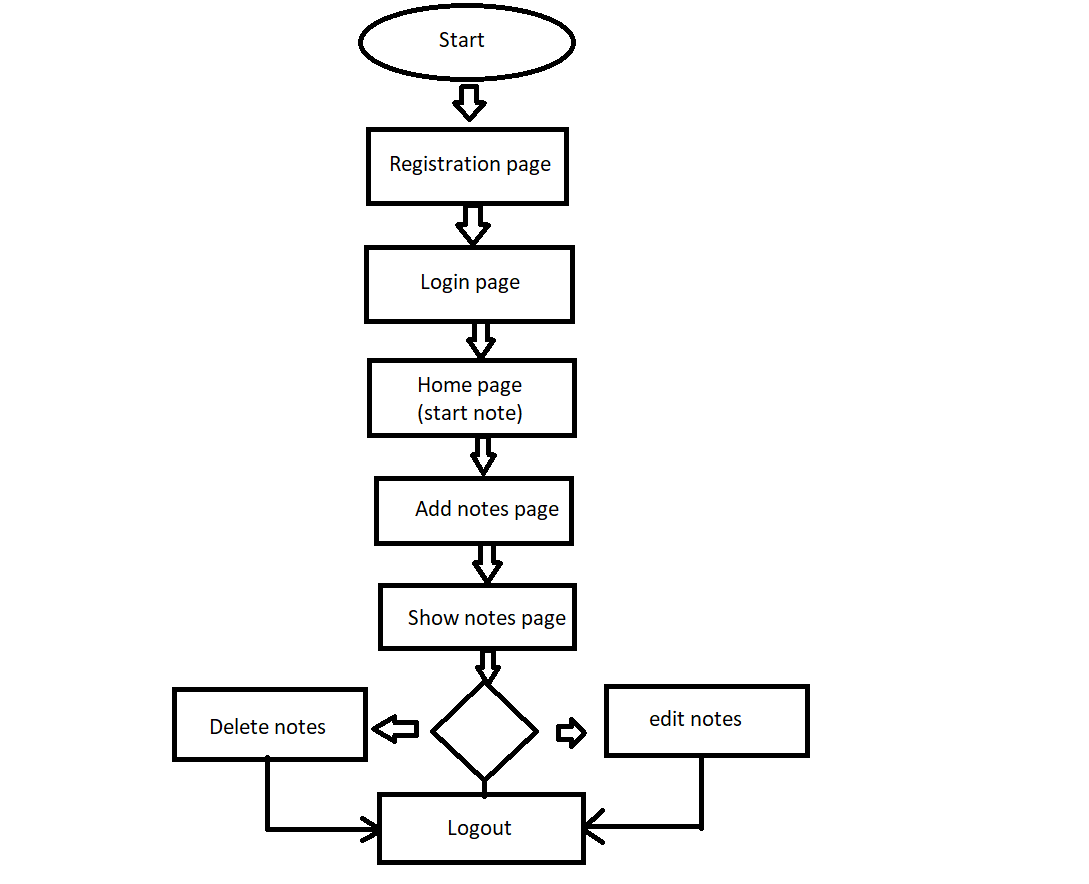 Start
Registration page
Login page
Home page
(start note)
Add notes page
Show notes page
Delete notes
edit notes
Logout